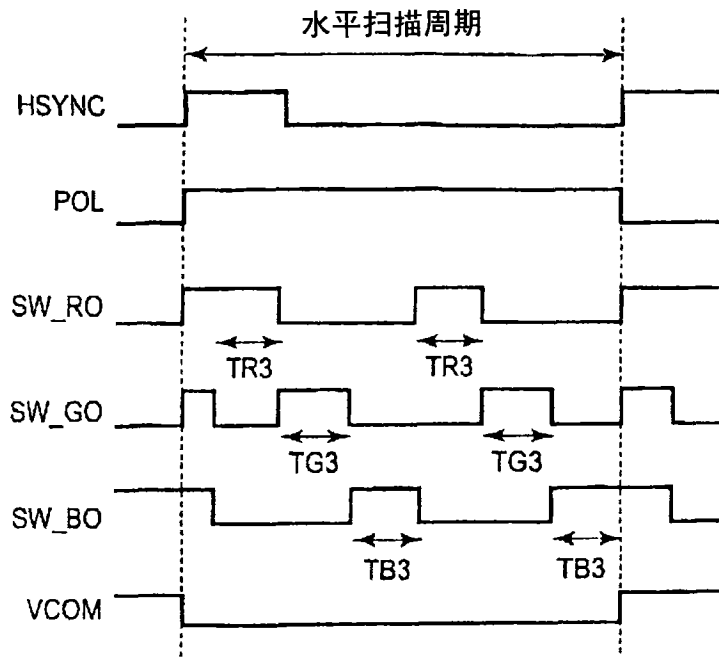 水平扫描周期
HSYNC
POL
SW_RO
TR3 TR3
SW_GO
TG3 TG3
SW_BO
TB3 TB3
VCOM